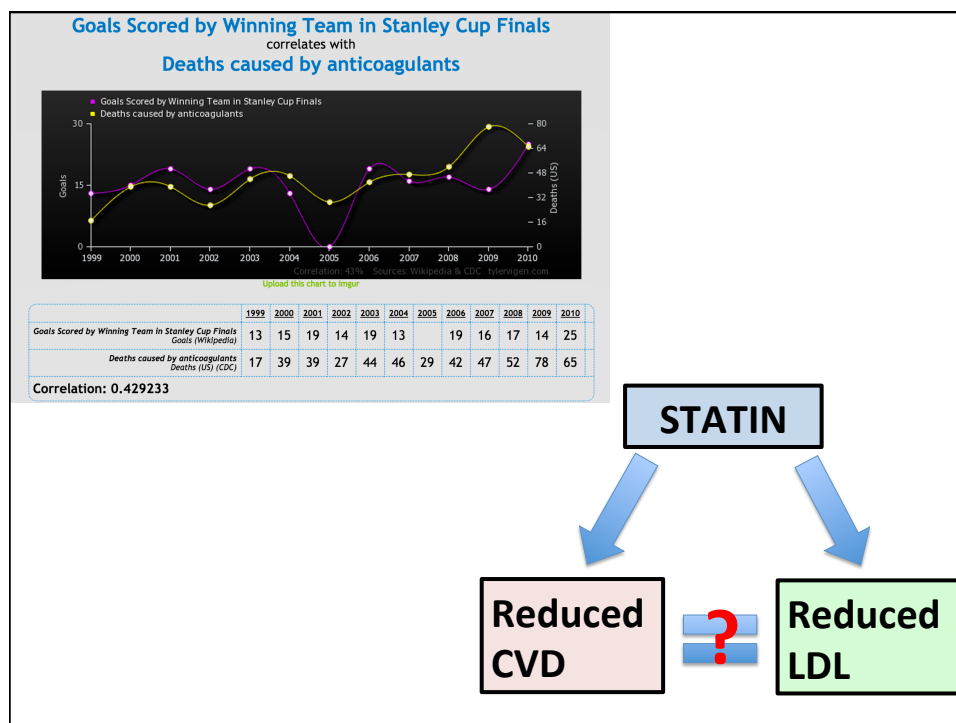 Goals Scored by Winning Team in Stanley Cup Finals
correlates with
Deaths caused by anticoagulants
Goals Scored by Winning Team in Stanley Cup Finals
Deaths caused by anticoagulants
30
15
0
Goals
80
64
48
32
16
0
Deaths (US)
1999 2000 2001 2002 2003 2004 2005 2006 2007 2008 2009 2010
Correlation: 43% Sources: Wikipedia & CDC tylervigen.com
Upload this chart to imgur
1999 2000 2001 2002 2003 2004 2005 2006 2007 2008 2009 2010
Goals Scored by Winning Team in Stanley Cup Finals
Goals (Wikipedia)
13 15 19 14 19 13 19 16 17 14 25
Deaths caused by anticoagulants
Deaths (US) (CDC)
17 39 39 27 44 46 29 42 47 52 78 65
Correlation: 0.429233
STATIN
Reduced
CVD
?
Reduced
LDL